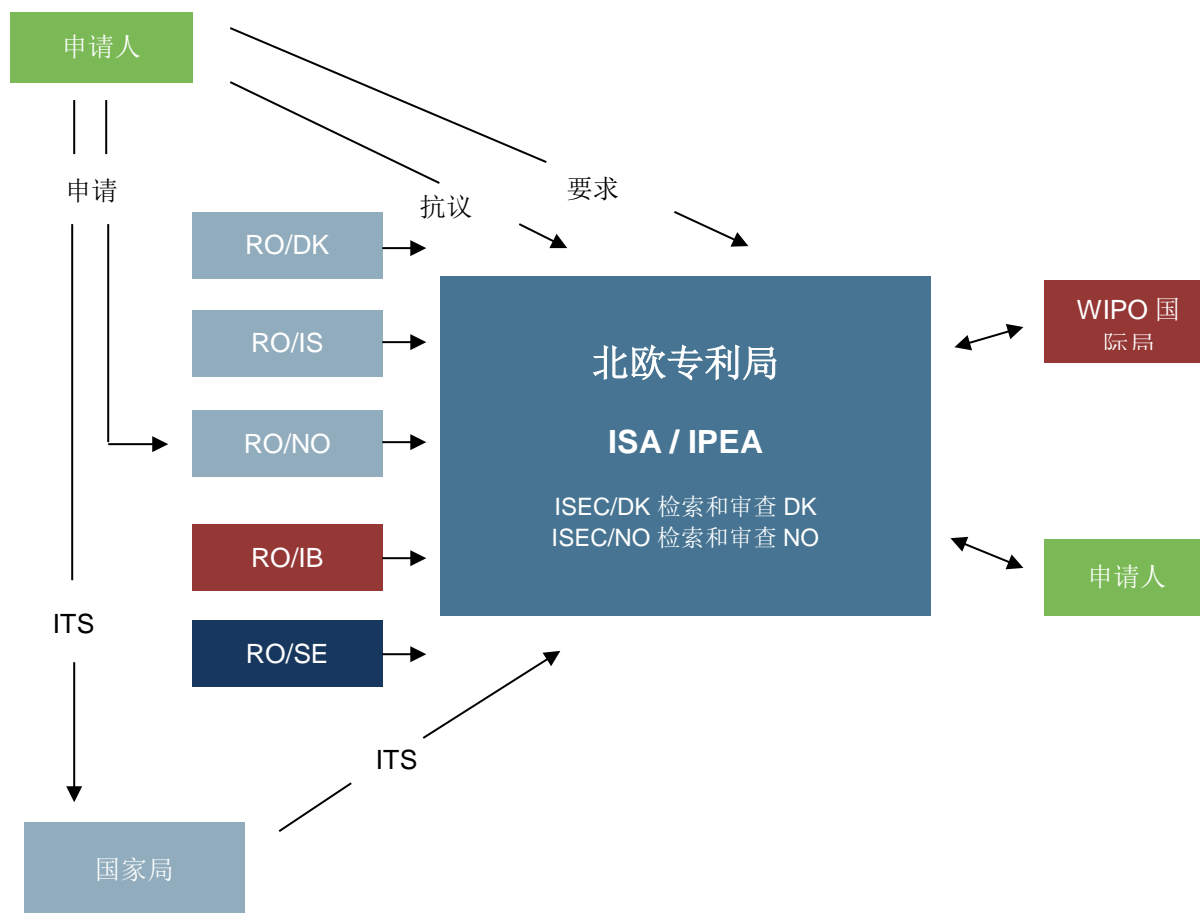 申请人
申请
要求
抗议
RO/DK
RO/IS
RO/NO
RO/IB
RO/SE
北欧专利局
ISA / IPEA
ISEC/DK 检索和审查 DK
ISEC/NO 检索和审查 NO
WIPO 国
际局
申请人
ITS
ITS
国家局